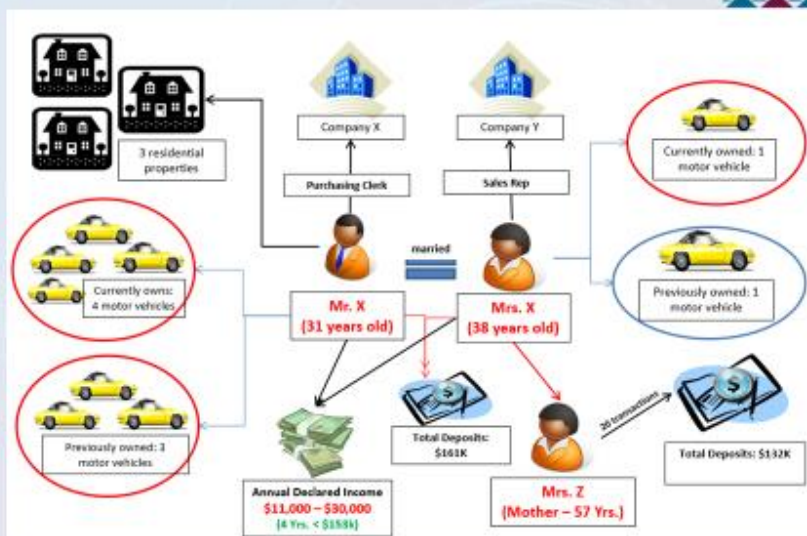 Company X
Company Y
3 residential
properties
Purchasing Clerk
Sales Rep
Currently owned: 1
motor vehicle
married
Currently owns:
4 motor vehicles
Mr. X
(31 years old)
Mrs. X
(38 years old)
Previously owned: 1
motor vehicle
Previously owned: 3
motor vehicles
Total Deposits:
$161K
20 transactions
Total Deposits: $132K
Annual Declared Income
$11,000 – $30,000
(4 Yrs. < $153k)
Mrs. Z
(Mother – 57 Yrs.)